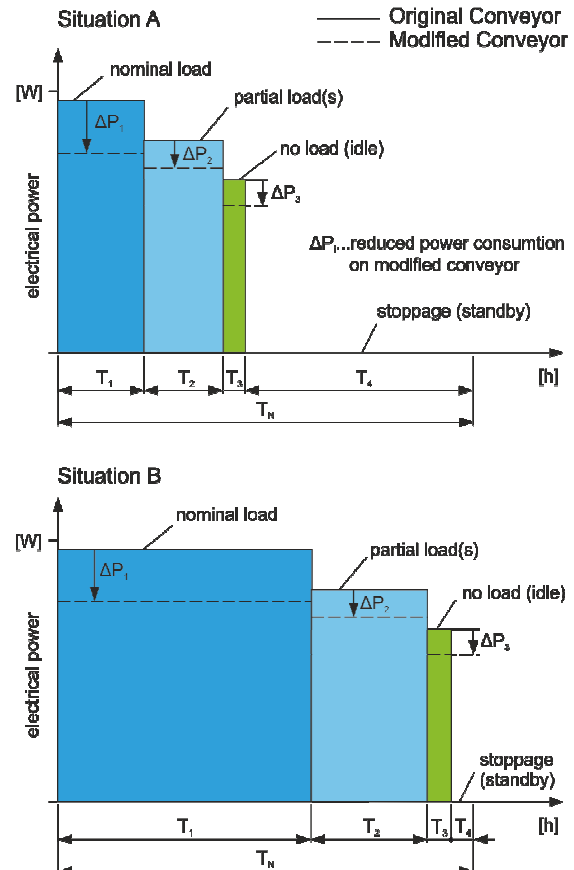 Situation A
Original Conveyor
Modified Conveyor
nominal load
[W]
partial load(s)
ΔP₁
ΔP₂
no load (idle)
ΔP₃
electrical power
ΔPᵢ...reduced power consumtion
on modified conveyor
stoppage (standby)
T₁ T₂ T₃ T₄ [h]
Tₙ
Situation B
nominal load
[W]
partial load(s)
ΔP₁
no load (idle)
ΔP₂
ΔP₃
electrical power
stoppage
(standby)
T₁ T₂ T₃ T₄ [h]
Tₙ